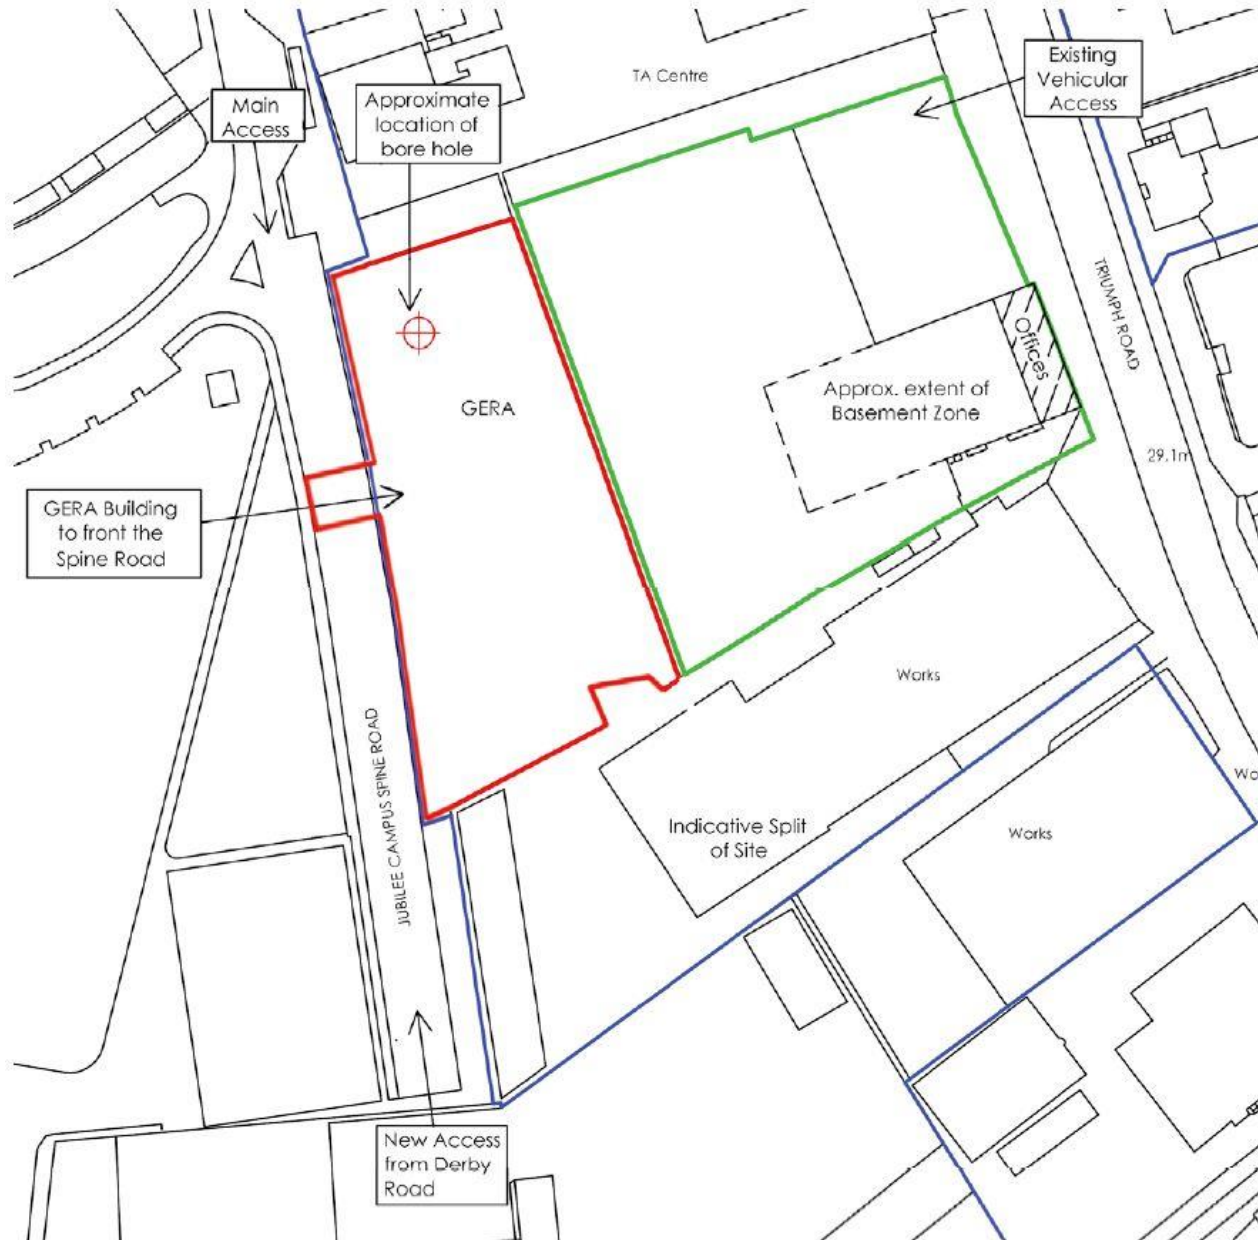 TA Centre
Existing
Vehicular
Access
Main
Access
Approximate
location of
bore hole
TRIUMPH ROAD
Offices
Approx. extent of
Basement Zone
GERA
29.1m
GERA Building
to front the
Spine Road
Works
JUBILEE CAMPUS SPINE ROAD
Wo
Indicative Split
of Site
Works
New Access
from Derby
Road